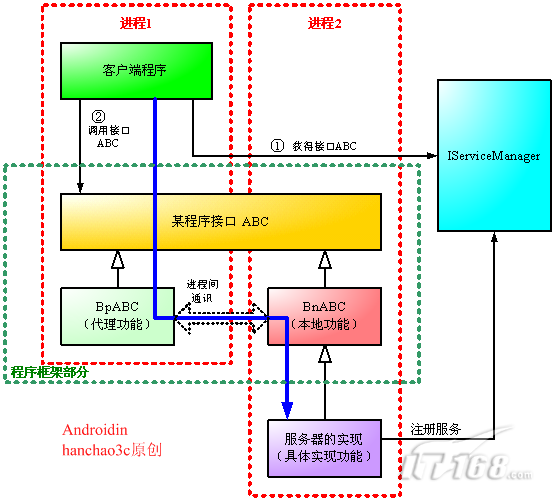 进程1
进程2
客户端程序
②
调用接口
ABC
① 获得接口ABC
IServiceManager
某程序接口 ABC
进程间
通讯
BpABC
（代理功能）
BnABC
（本地功能）
程序框架部分
Androidin
hanchao3c原创
服务器的实现
（具体实现功能）
注册服务
IT-168.com